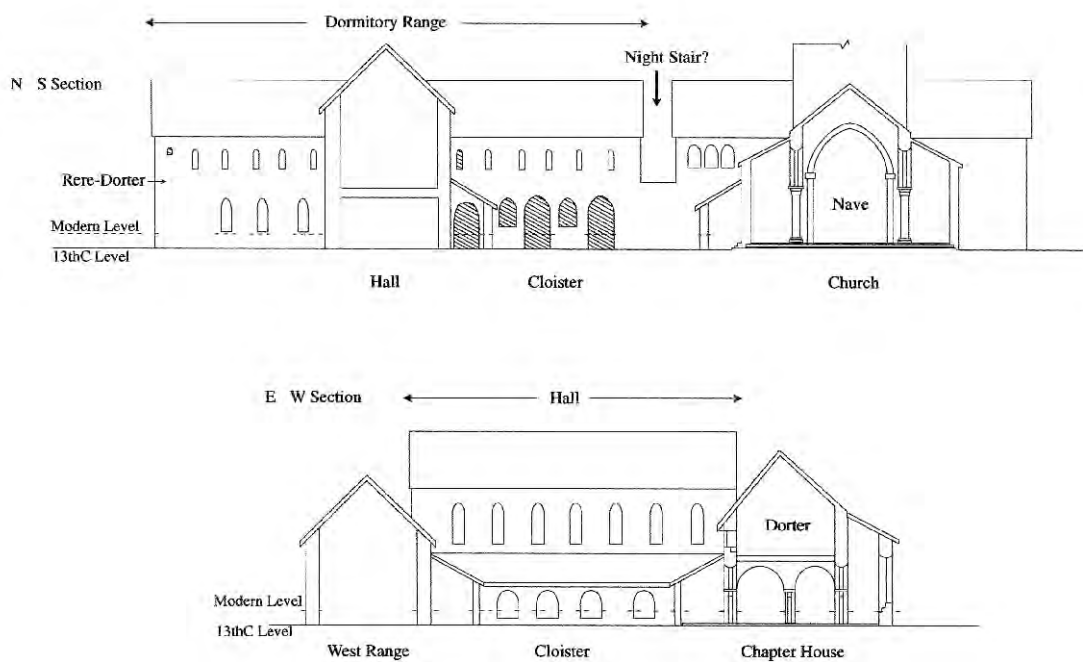 Dormitory Range
Night Stair?
N S Section
Rere-Dorter
Nave
Modern Level
13thC Level
Hall
Cloister
Church
E W Section
Hall
Dorter
Modern Level
13thC Level
West Range
Cloister
Chapter House